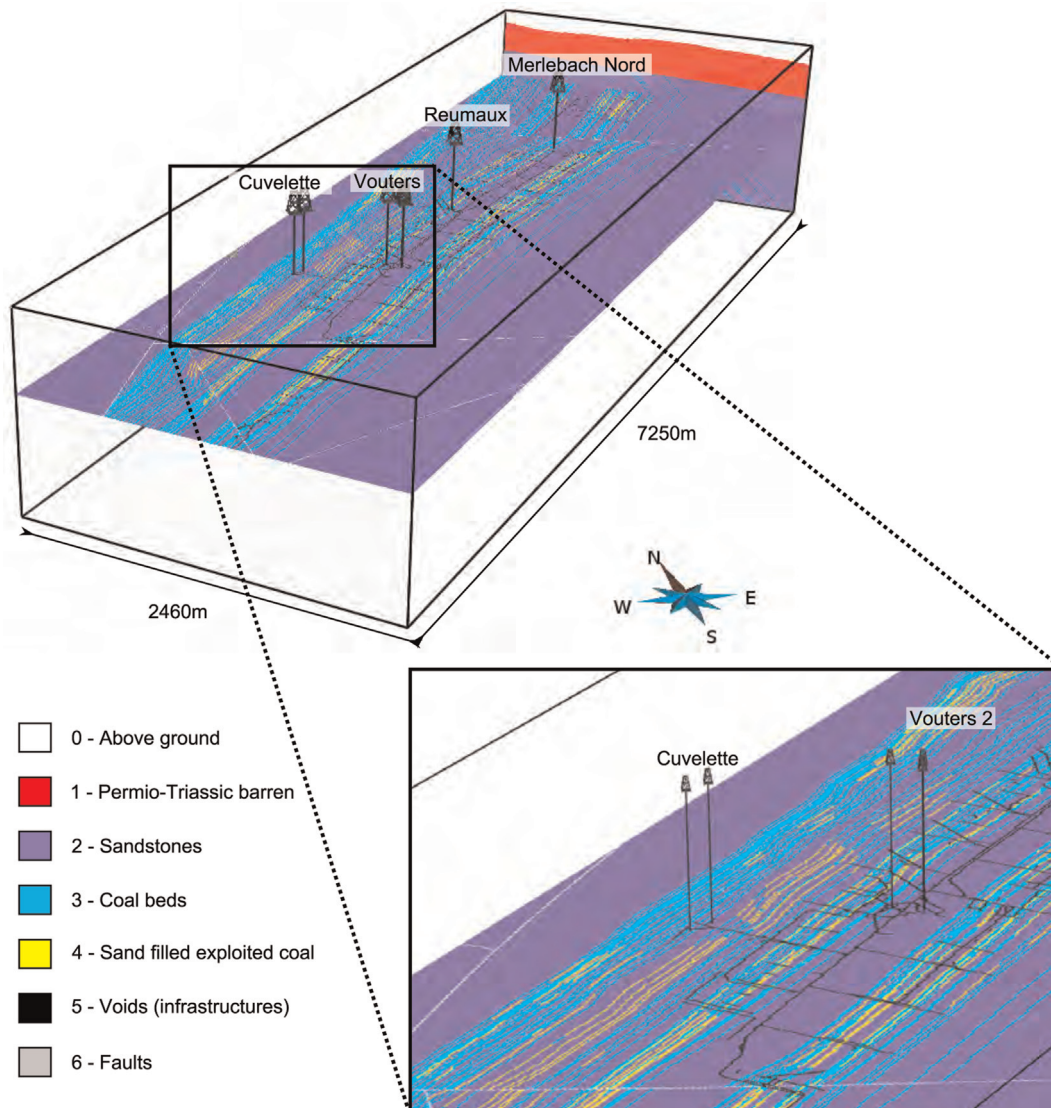 Merlebach Nord
Reumaux
Cuvelette
Vouters
7250m
2460m
N
W
E
S
0 - Above ground
1 - Permio-Triassic barren
2 - Sandstones
3 - Coal beds
4 - Sand filled exploited coal
5 - Voids (infrastructures)
6 - Faults
Vouters 2
Cuvelette